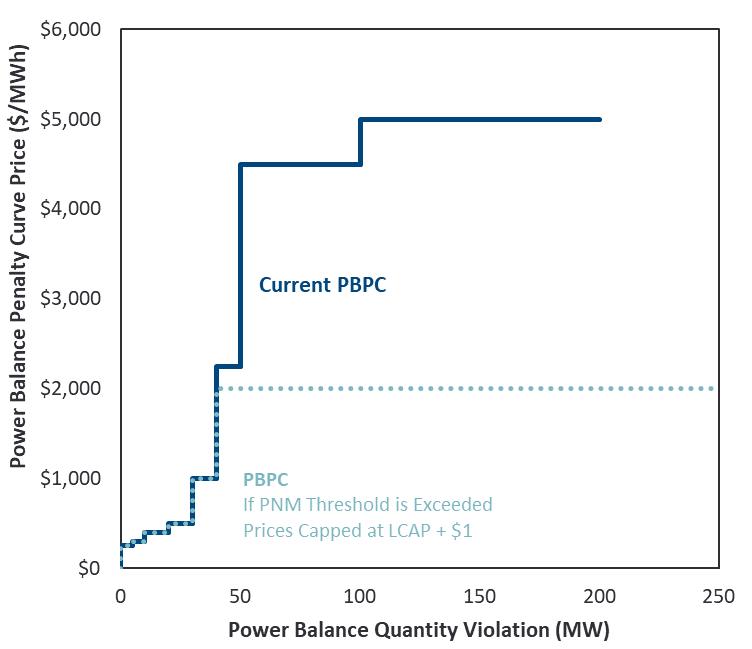 Power Balance Penalty Curve Price ($/MWh)
$6,000
$5,000
$4,000
$3,000
$2,000
$1,000
$0
Current PBPC
PBPC
If PNM Threshold is Exceeded
Prices Capped at LCAP + $1
0
50
100
150
200
250
Power Balance Quantity Violation (MW)